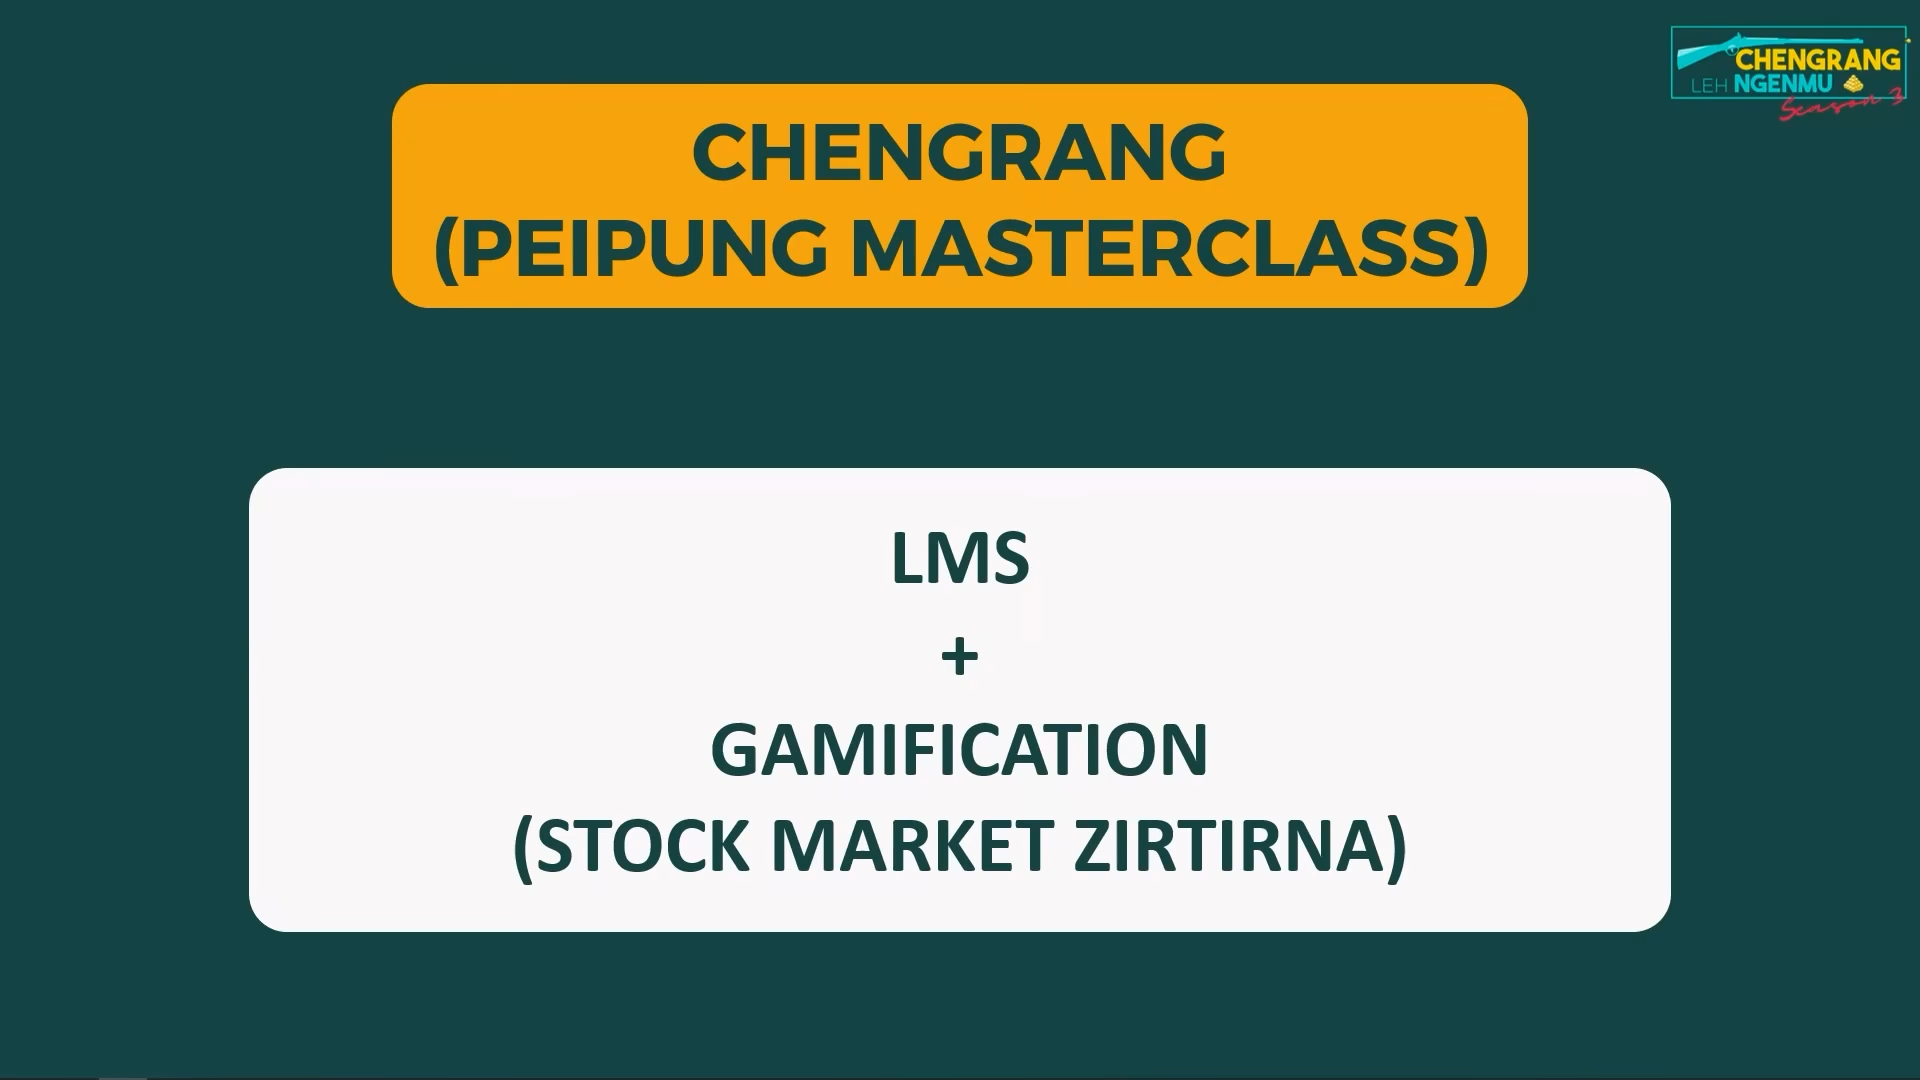 CHENGRANG
LEH NGENMU
Season 3
CHENGRANG
(PEIPUNG MASTERCLASS)
LMS
+
GAMIFICATION
(STOCK MARKET ZIRTIRNA)